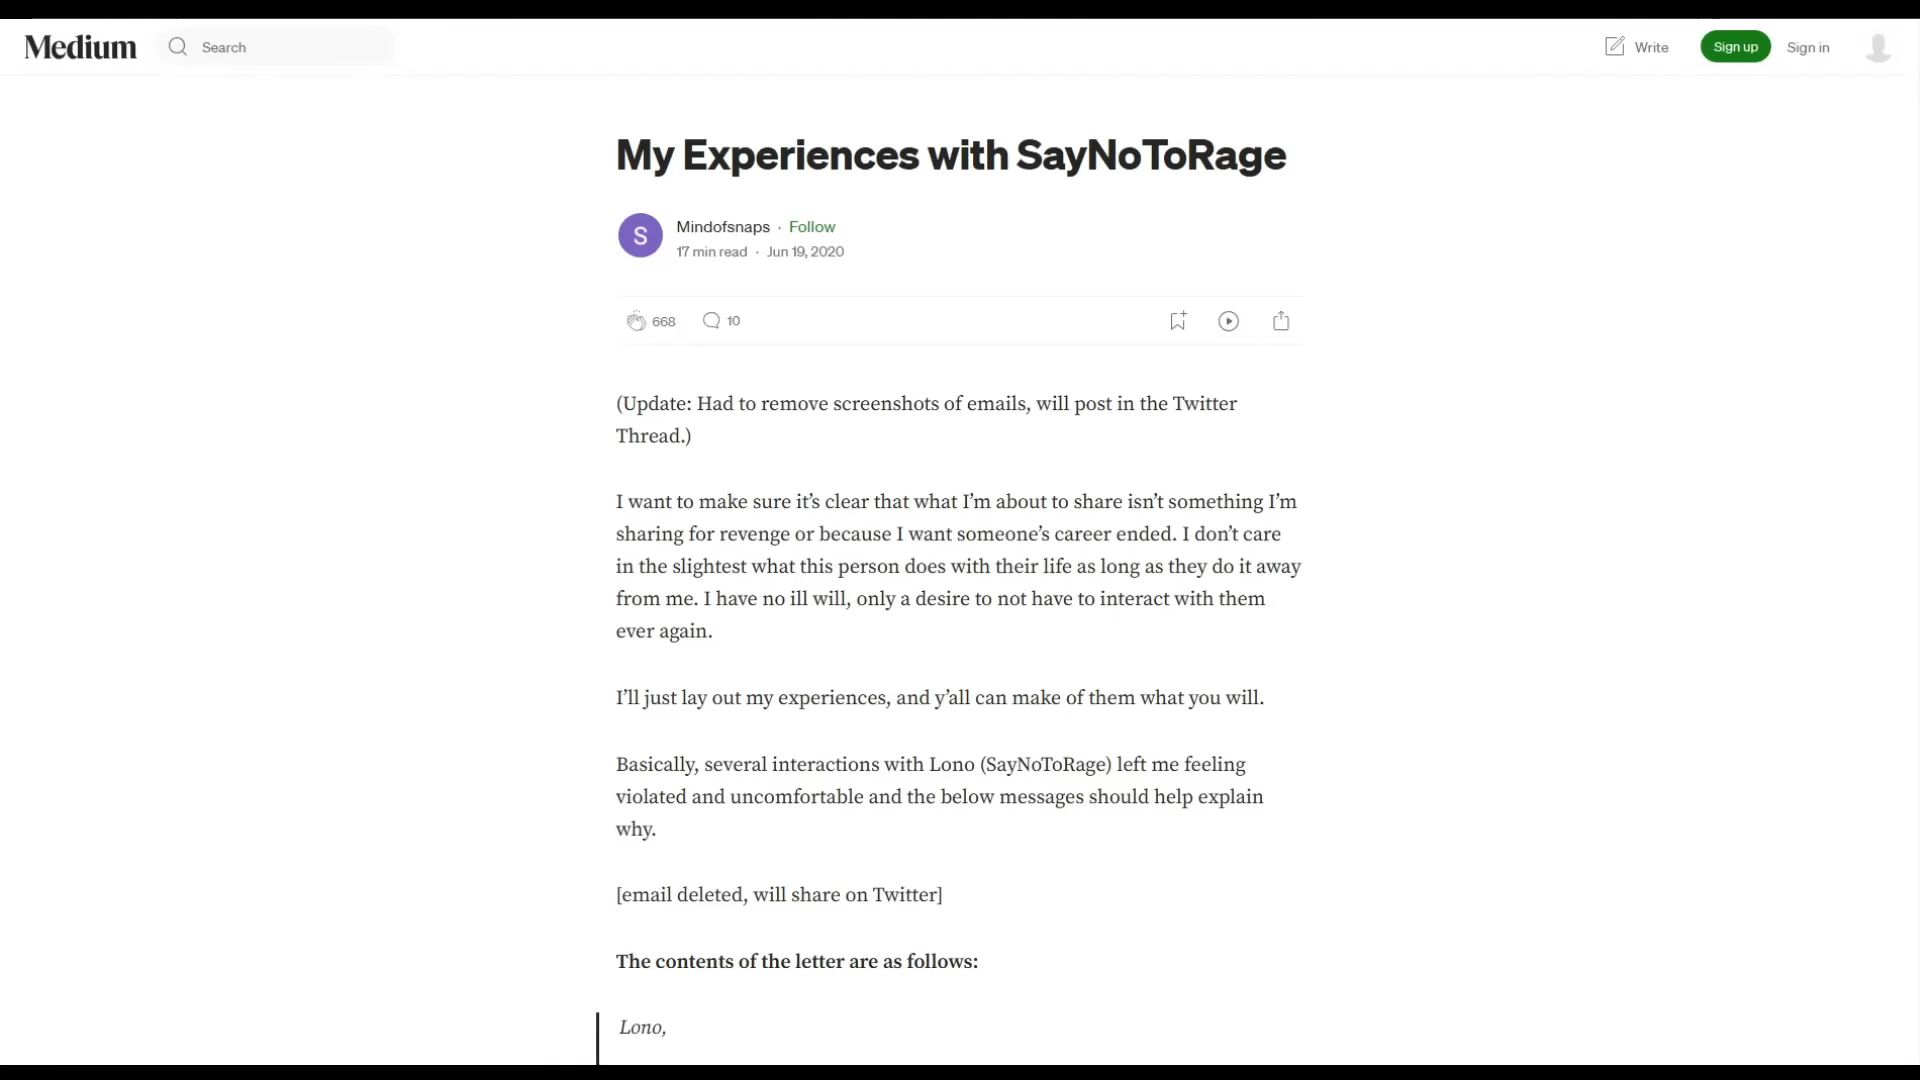 Medium
Search
Write
Sign up
Sign in
My Experiences with SayNoToRage
S
Mindofsnaps · Follow
17 min read · Jun 19, 2020
668
10
(Update: Had to remove screenshots of emails, will post in the Twitter
Thread.)
I want to make sure it’s clear that what I’m about to share isn’t something I’m
sharing for revenge or because I want someone’s career ended. I don’t care
in the slightest what this person does with their life as long as they do it away
from me. I have no ill will, only a desire to not have to interact with them
ever again.
I’ll just lay out my experiences, and y’all can make of them what you will.
Basically, several interactions with Lono (SayNoToRage) left me feeling
violated and uncomfortable and the below messages should help explain
why.
[email deleted, will share on Twitter]
The contents of the letter are as follows:
Lono,